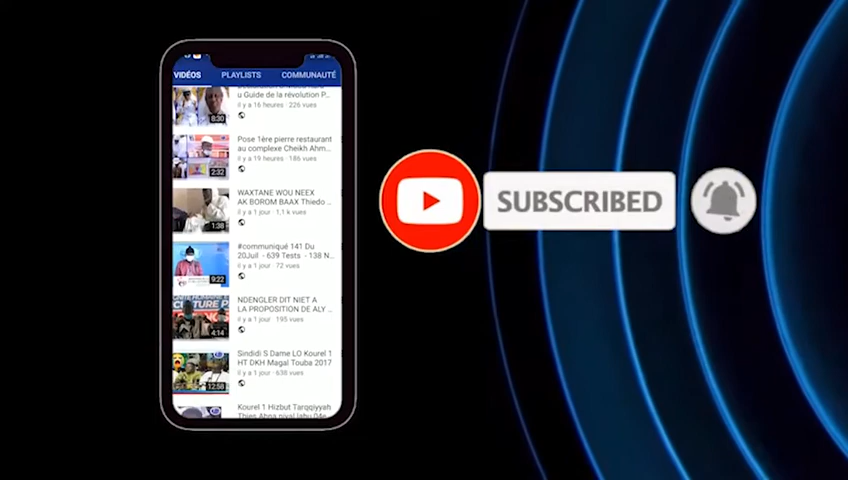 VIDÉOS PLAYLISTS COMMUNAUTÉ
u Guide de la révolution P...
il y a 16 heures · 226 vues
8:30
Pose 1ère pierre restaurant
au complexe Cheikh Ahm...
il y a 19 heures · 186 vues
2:32
WAXTANE WOU NEEX
AK BOROM BAAX Thiedo ...
il y a 1 jour · 1,1 k vues
1:38
#communiqué 141 Du
20Juil - 639 Tests - 138 N...
il y a 1 jour · 72 vues
9:22
NDENGLER DIT NIET A
LA PROPOSITION DE ALY ...
il y a 1 jour · 195 vues
4:14
Sindidi S Dame LO Kourel 1
HT DKH Magal Touba 2017
il y a 1 jour · 638 vues
12:58
Kourel 1 Hizbut Tarqqiyyah
SUBSCRIBED